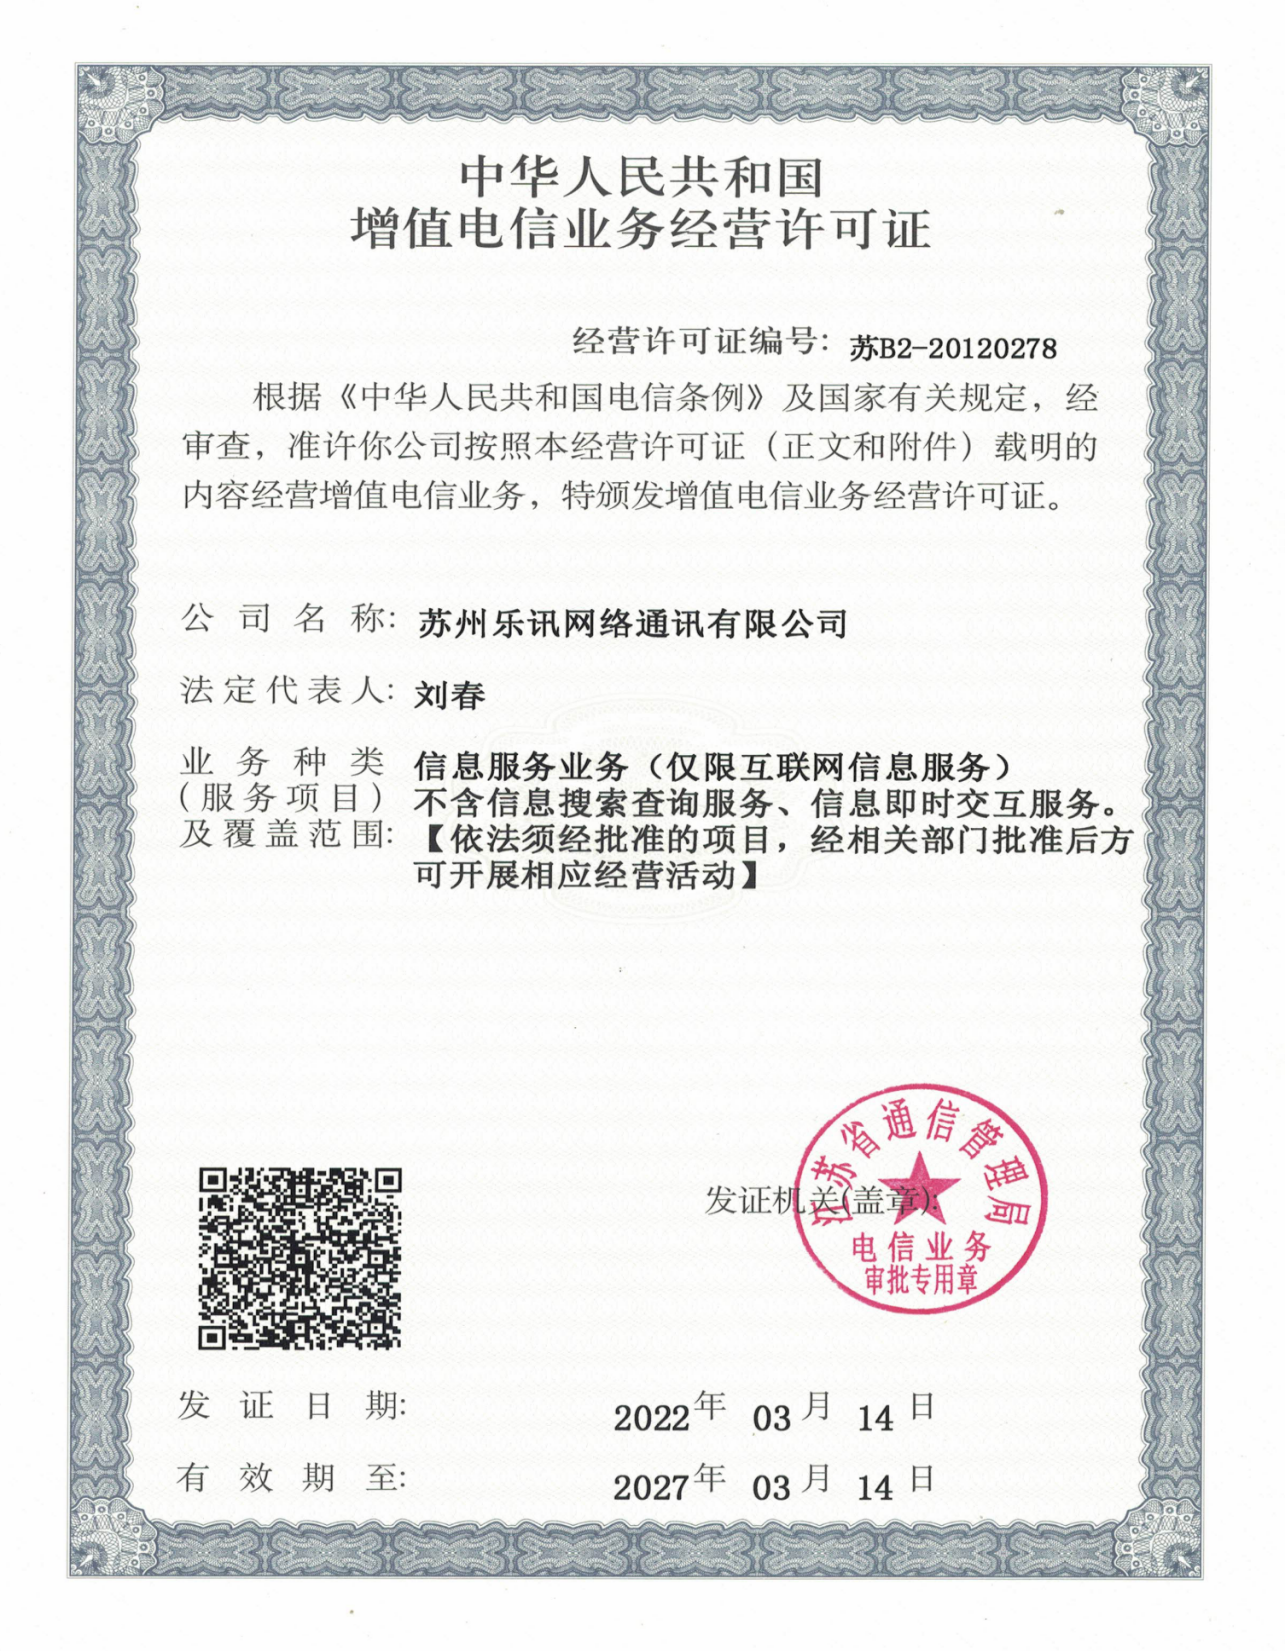 中华人民共和国
增值电信业务经营许可证
经营许可证编号：苏B2-20120278
根据《中华人民共和国电信条例》及国家有关规定，经
审查，准许你公司按照本经营许可证（正文和附件）载明的
内容经营增值电信业务，特颁发增值电信业务经营许可证。
公司名称：苏州乐讯网络通讯有限公司
法定代表人：刘春
业务种类 信息服务业务（仅限互联网信息服务）
（服务项目） 不含信息搜索查询服务、信息即时交互服务。
及覆盖范围：【依法须经批准的项目，经相关部门批准后方
可开展相应经营活动】
江苏省通信管理局
发证机关(盖章)：
电信业务
审批专用章
发证日期： 2022年 03月 14日
有效期至： 2027年 03月 14日